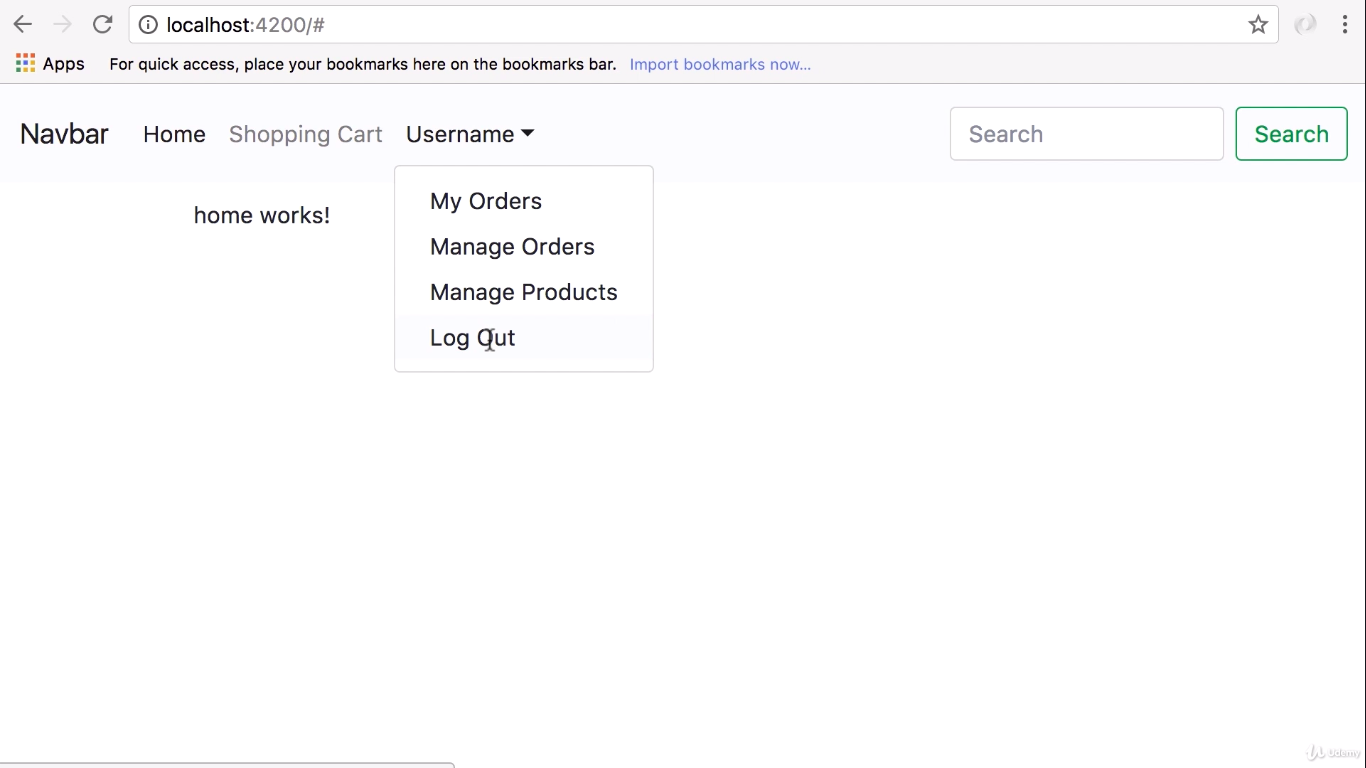 localhost:4200/#
Apps For quick access, place your bookmarks here on the bookmarks bar. Import bookmarks now...
Navbar Home Shopping Cart Username Search Search
My Orders
home works!
Manage Orders
Manage Products
Log Out
Udemy